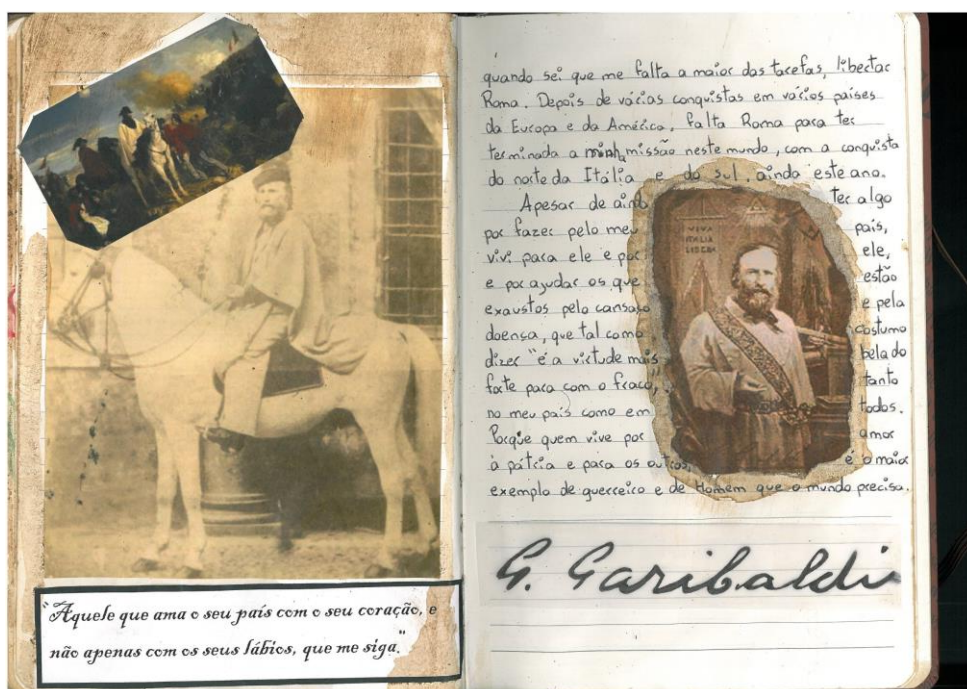 "Aquele que ama o seu país com o seu coração, e
não apenas com os seus lábios, que me siga."
quando sei que me falta a maior das tarefas, libertar
Roma. Depois de várias conquistas em vários países
da Europa e da América, falta Roma para ter
terminada a minha missão neste mundo, com a conquista
do norte da Itália e do sul, ainda este ano.
Apesar de aind ter algo
por fazer pelo meu país,
vivi para ele e por ele,
e por ajudar os que estão
exaustos pelo cansaço e pela
doença, que tal como costumo
dizer "é a virtude mais bela do
forte para com o fraco", tanto
no meu país como em todos.
Porque quem vive por amor
à pátria e para os outros, é o maior
exemplo de guerreiro e de Homem que o mundo precisa.
VIVA
ITALIA
G. Garibaldi